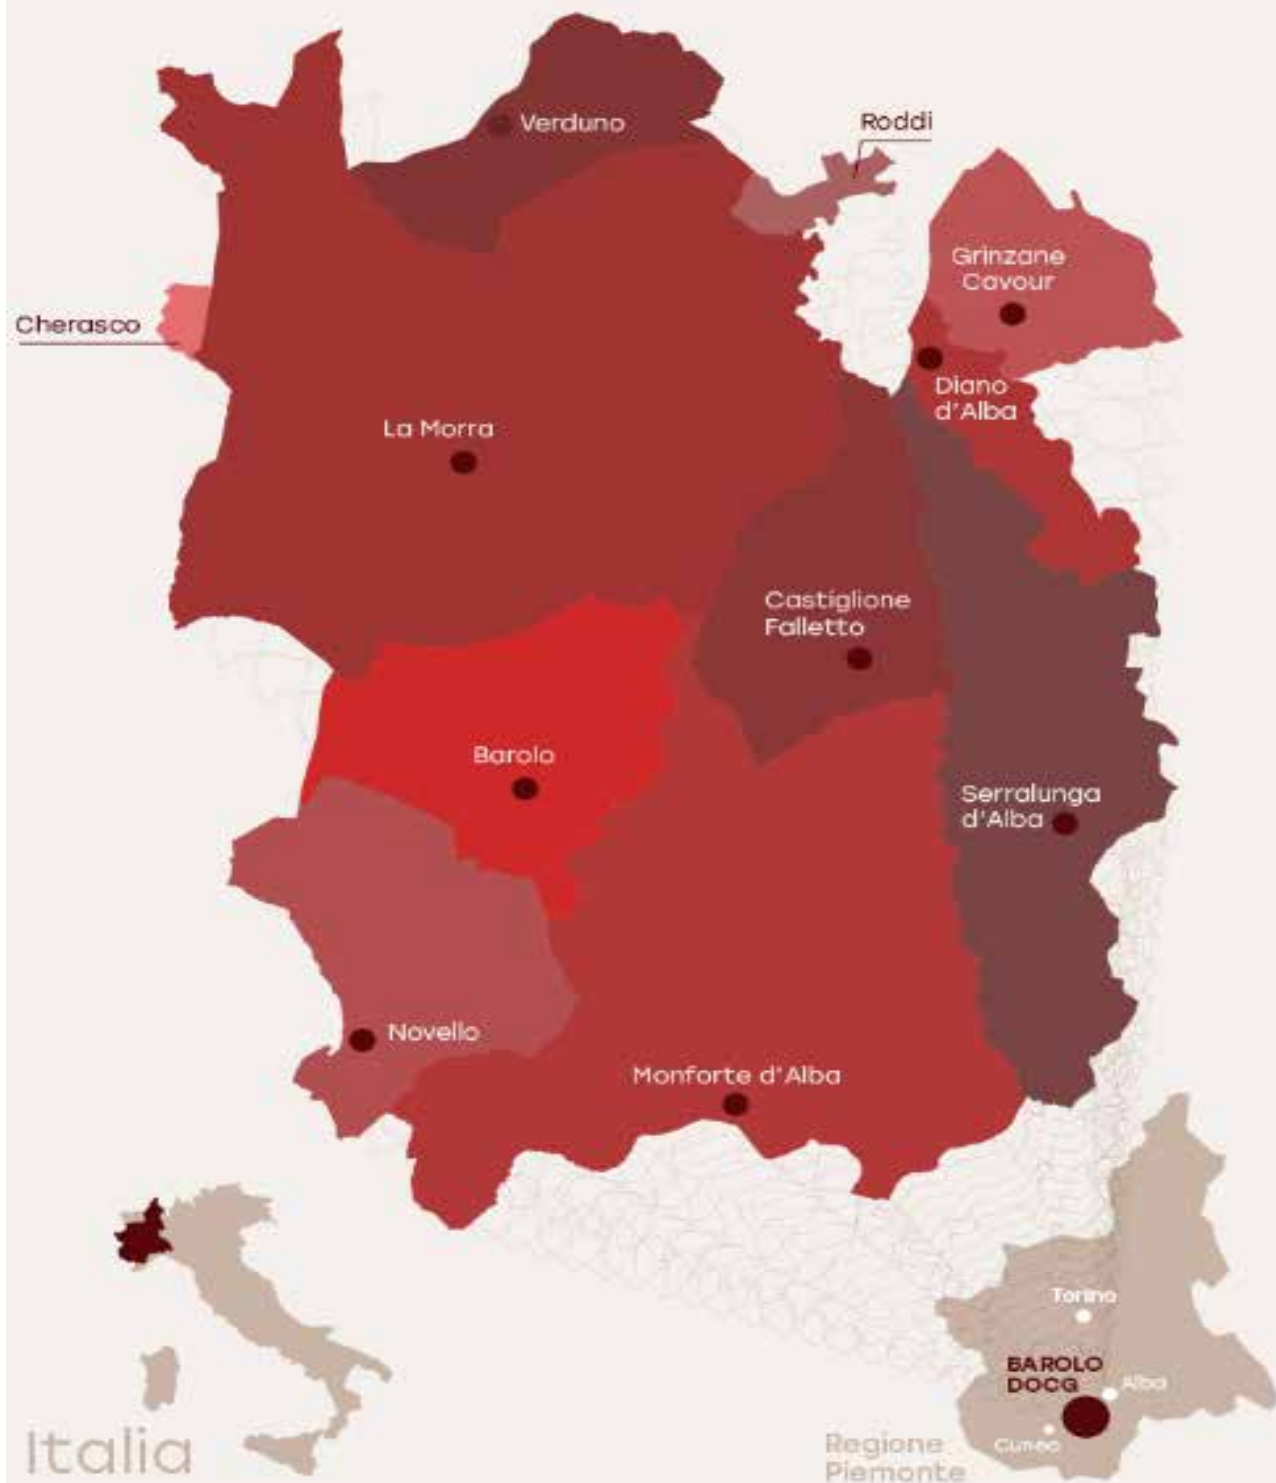 Verduno
Roddi
Grinzane
Cavour
Cherasco
Diano
d'Alba
La Morra
Castiglione
Falletto
Barolo
Serralunga
d'Alba
Novello
Monforte d'Alba
Torino
BAROLO
DOCG
Alba
Cuneo
Italia
Regione
Piemonte